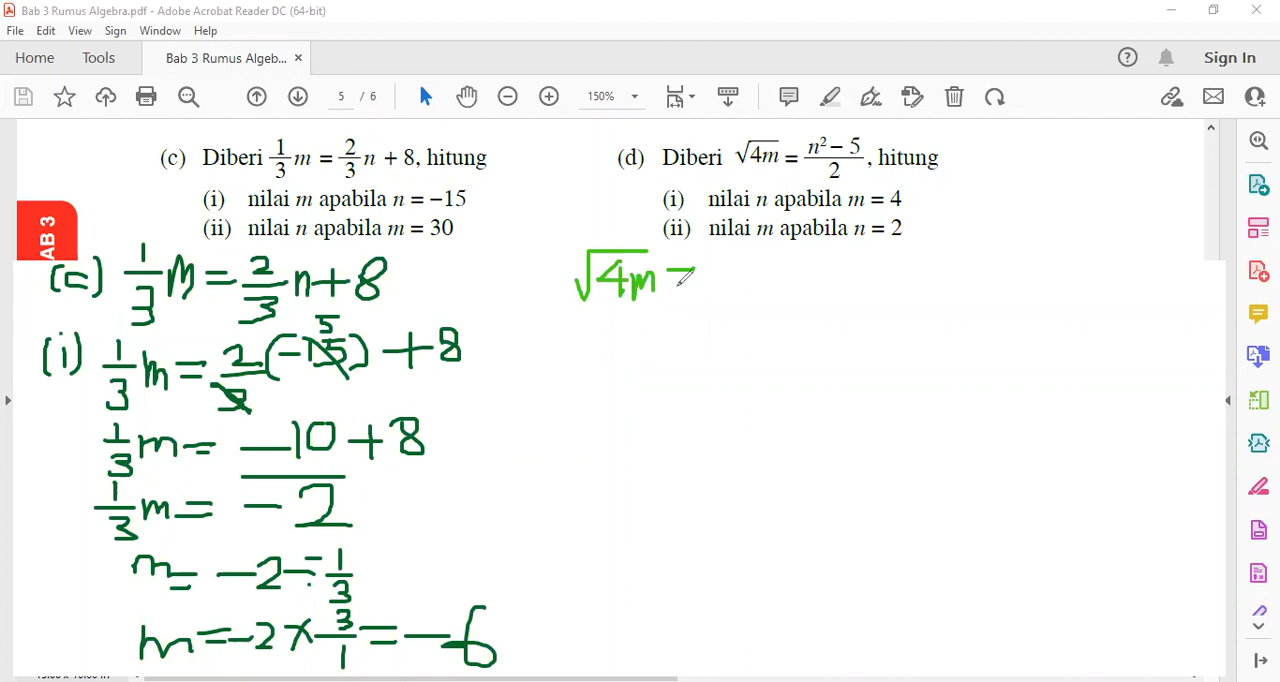 Bab 3 Rumus Algebra.pdf - Adobe Acrobat Reader DC (64-bit)
File Edit View Sign Window Help
Home Tools Bab 3 Rumus Algeb... × Sign In
5 / 6 150%
(c) Diberi 1/3 m = 2/3 n + 8, hitung
(i) nilai m apabila n = −15
(ii) nilai n apabila m = 30
(d) Diberi √4m = (n² − 5)/2, hitung
(i) nilai n apabila m = 4
(ii) nilai m apabila n = 2
AB 3
(c) 1/3 m = 2/3 n + 8
(i) 1/3 m = 2/3 (−15) + 8
5
1/3 m = −10 + 8
1/3 m = −2
m = −2 ÷ 1/3
m = −2 × 3/1 = −6
√4m =